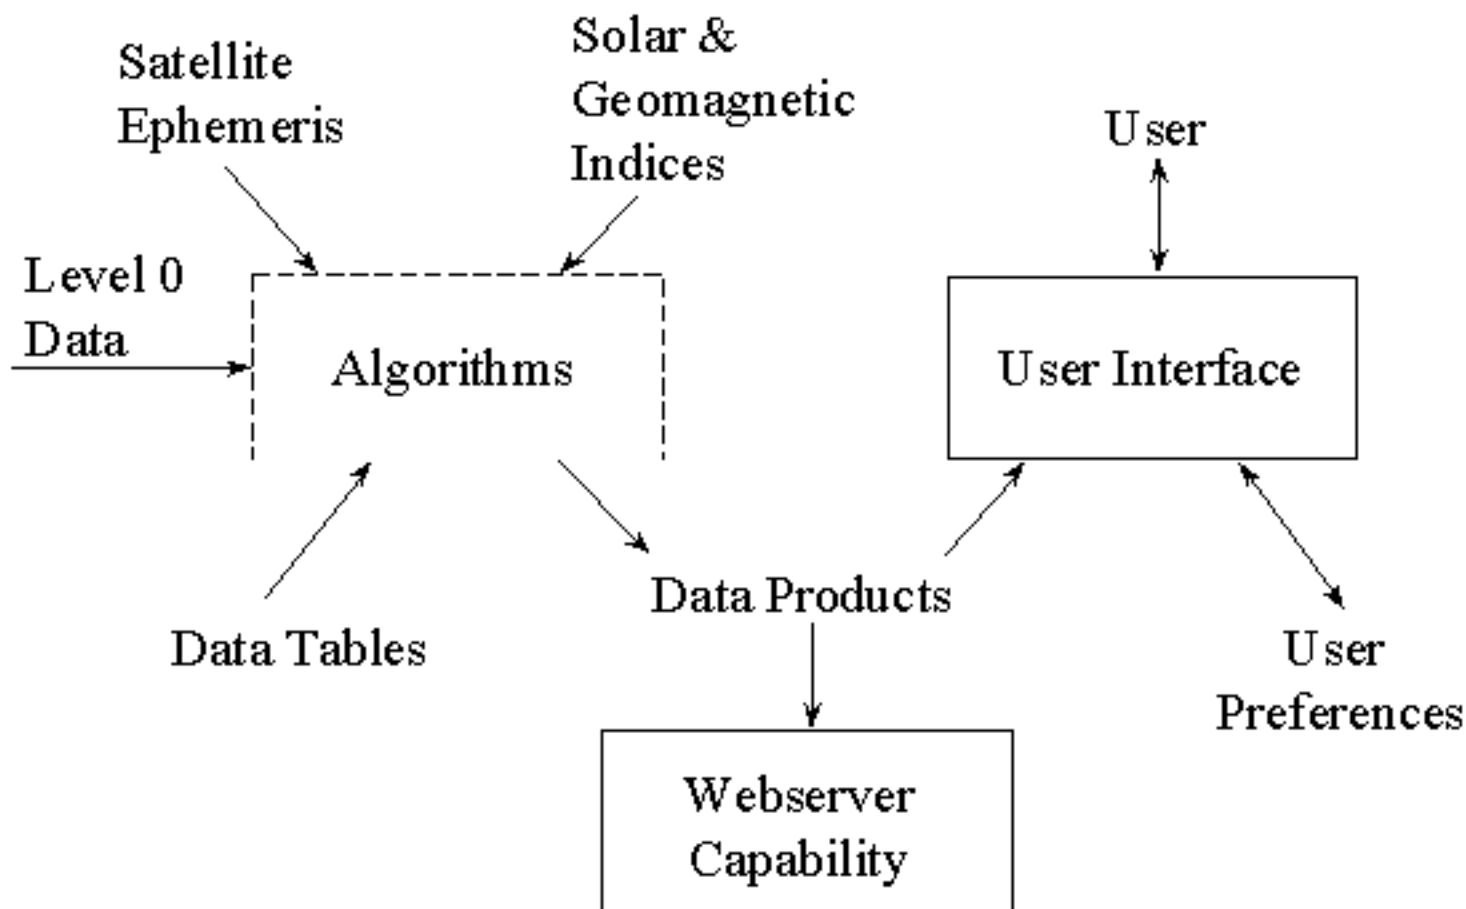 Satellite
Ephemeris
Solar &
Geomagnetic
Indices
User
Level 0
Data
Algorithms
User Interface
Data Products
Data Tables
User
Preferences
Webserver
Capability